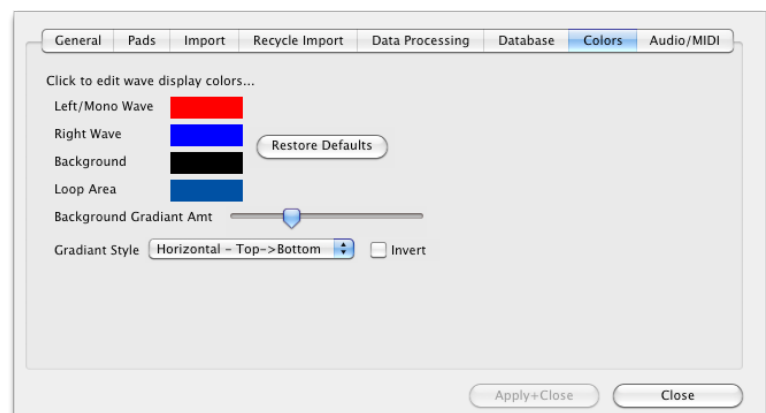 General Pads Import Recycle Import Data Processing Database Colors Audio/MIDI
Click to edit wave display colors...
Left/Mono Wave
Right Wave
Restore Defaults
Background
Loop Area
Background Gradiant Amt
Gradiant Style Horizontal – Top->Bottom Invert
Apply+Close Close